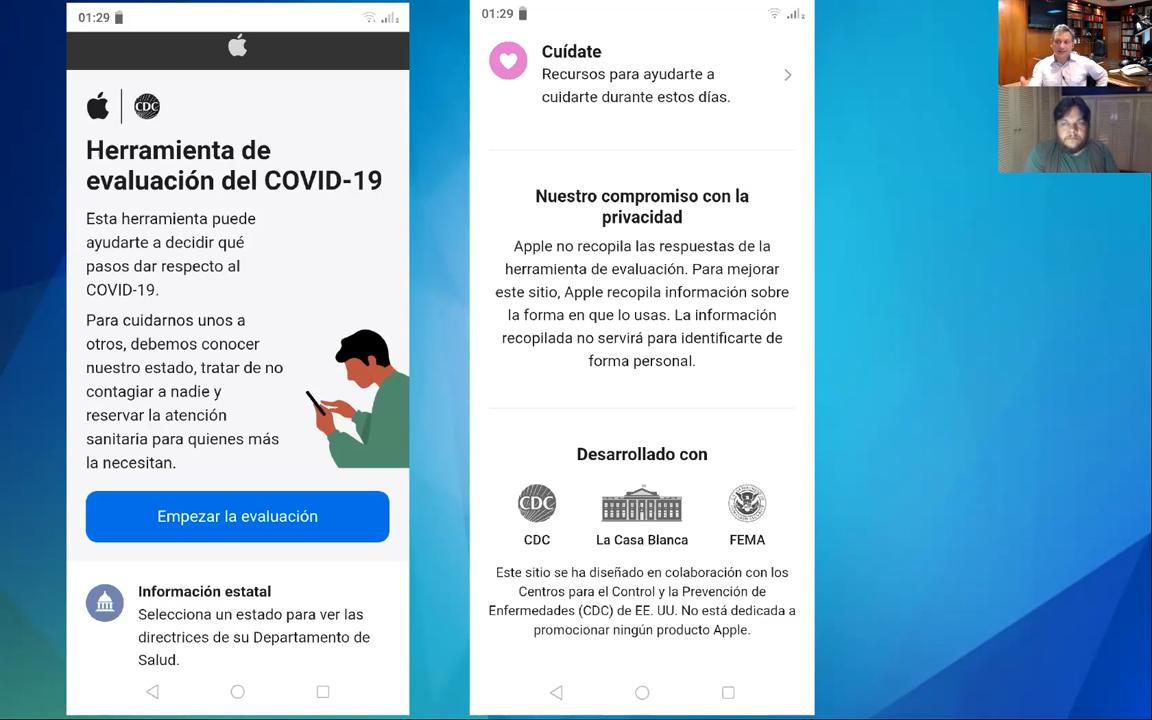 01:29
CDC
Herramienta de
evaluación del COVID-19
Esta herramienta puede
ayudarte a decidir qué
pasos dar respecto al
COVID-19.
Para cuidarnos unos a
otros, debemos conocer
nuestro estado, tratar de no
contagiar a nadie y
reservar la atención
sanitaria para quienes más
la necesitan.
Empezar la evaluación
Información estatal
Selecciona un estado para ver las
directrices de su Departamento de
Salud.
01:29
Cuídate
Recursos para ayudarte a
cuidarte durante estos días.
Nuestro compromiso con la
privacidad
Apple no recopila las respuestas de la
herramienta de evaluación. Para mejorar
este sitio, Apple recopila información sobre
la forma en que lo usas. La información
recopilada no servirá para identificarte de
forma personal.
Desarrollado con
CDC
CDC La Casa Blanca FEMA
Este sitio se ha diseñado en colaboración con los
Centros para el Control y la Prevención de
Enfermedades (CDC) de EE. UU. No está dedicada a
promocionar ningún producto Apple.